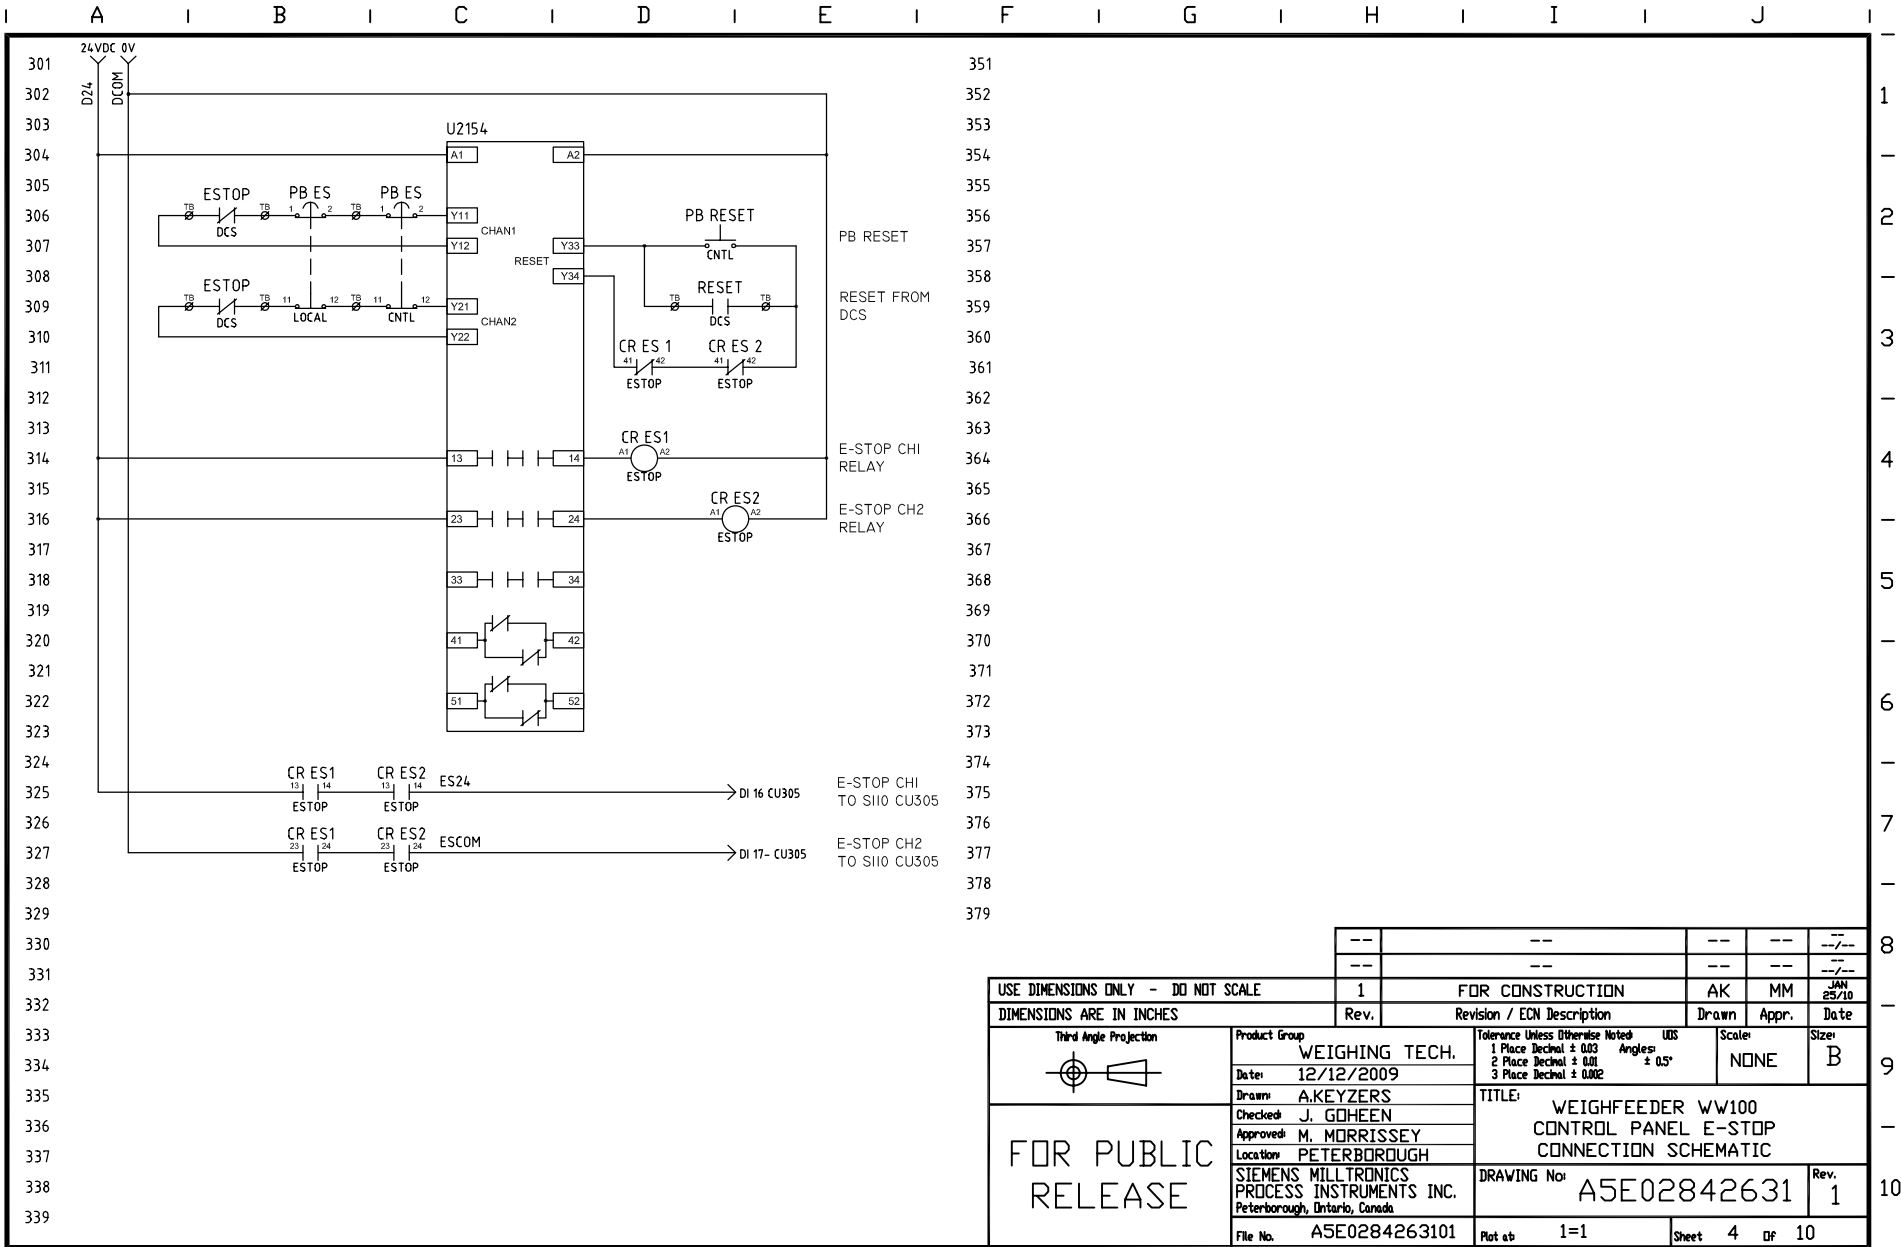 A B C D E F G H I J
24VDC 0V
D24
DCOM
301
302
303
304
305
306
307
308
309
310
311
312
313
314
315
316
317
318
319
320
321
322
323
324
325
326
327
328
329
330
331
332
333
334
335
336
337
338
339
U2154
A1
A2
ESTOP
PB ES
PB ES
TB
TB
1
2
TB
1
2
Y11
DCS
CHAN1
Y12
ESTOP
TB
TB
11
12
TB
11
12
Y21
DCS
LOCAL
CNTL
CHAN2
Y22
RESET
Y33
Y34
PB RESET
CNTL
RESET
TB
TB
DCS
CR ES 1
41
42
ESTOP
CR ES 2
41
42
ESTOP
PB RESET
RESET FROM
DCS
13
14
CR ES1
A1
A2
ESTOP
E-STOP CH1
RELAY
23
24
CR ES2
A1
A2
ESTOP
E-STOP CH2
RELAY
33
34
41
42
51
52
CR ES1
13
14
ESTOP
CR ES2
13
14
ESTOP
ES24
DI 16 CU305
E-STOP CH1
TO S110 CU305
CR ES1
23
24
ESTOP
CR ES2
23
24
ESTOP
ESCOM
DI 17- CU305
E-STOP CH2
TO S110 CU305
351
352
353
354
355
356
357
358
359
360
361
362
363
364
365
366
367
368
369
370
371
372
373
374
375
376
377
378
379
1
2
3
4
5
6
7
8
9
10
-- -- -- -- -- --/--
-- -- -- -- -- --/--
USE DIMENSIONS ONLY - DO NOT SCALE
1 FOR CONSTRUCTION AK MM JAN 25/10
DIMENSIONS ARE IN INCHES
Rev. Revision / ECN Description Drawn Appr. Date
Third Angle Projection
Product Group
WEIGHING TECH.
Date: 12/12/2009
Drawn: A.KEYZERS
Checked: J. GOHEEN
Approved: M. MORRISSEY
Location: PETERBOROUGH
Tolerance Unless Otherwise Noted: UOS
1 Place Decimal ± 0.03 Angles:
2 Place Decimal ± 0.01 ± 0.5°
3 Place Decimal ± 0.002
Scale:
NONE
Size:
B
TITLE:
WEIGHFEEDER WW100
CONTROL PANEL E-STOP
CONNECTION SCHEMATIC
FOR PUBLIC
RELEASE
SIEMENS MILLTRONICS
PROCESS INSTRUMENTS INC.
Peterborough, Ontario, Canada
DRAWING No: A5E02842631
Rev.
1
File No. A5E0284263101
Plot at: 1=1
Sheet 4 Of 10